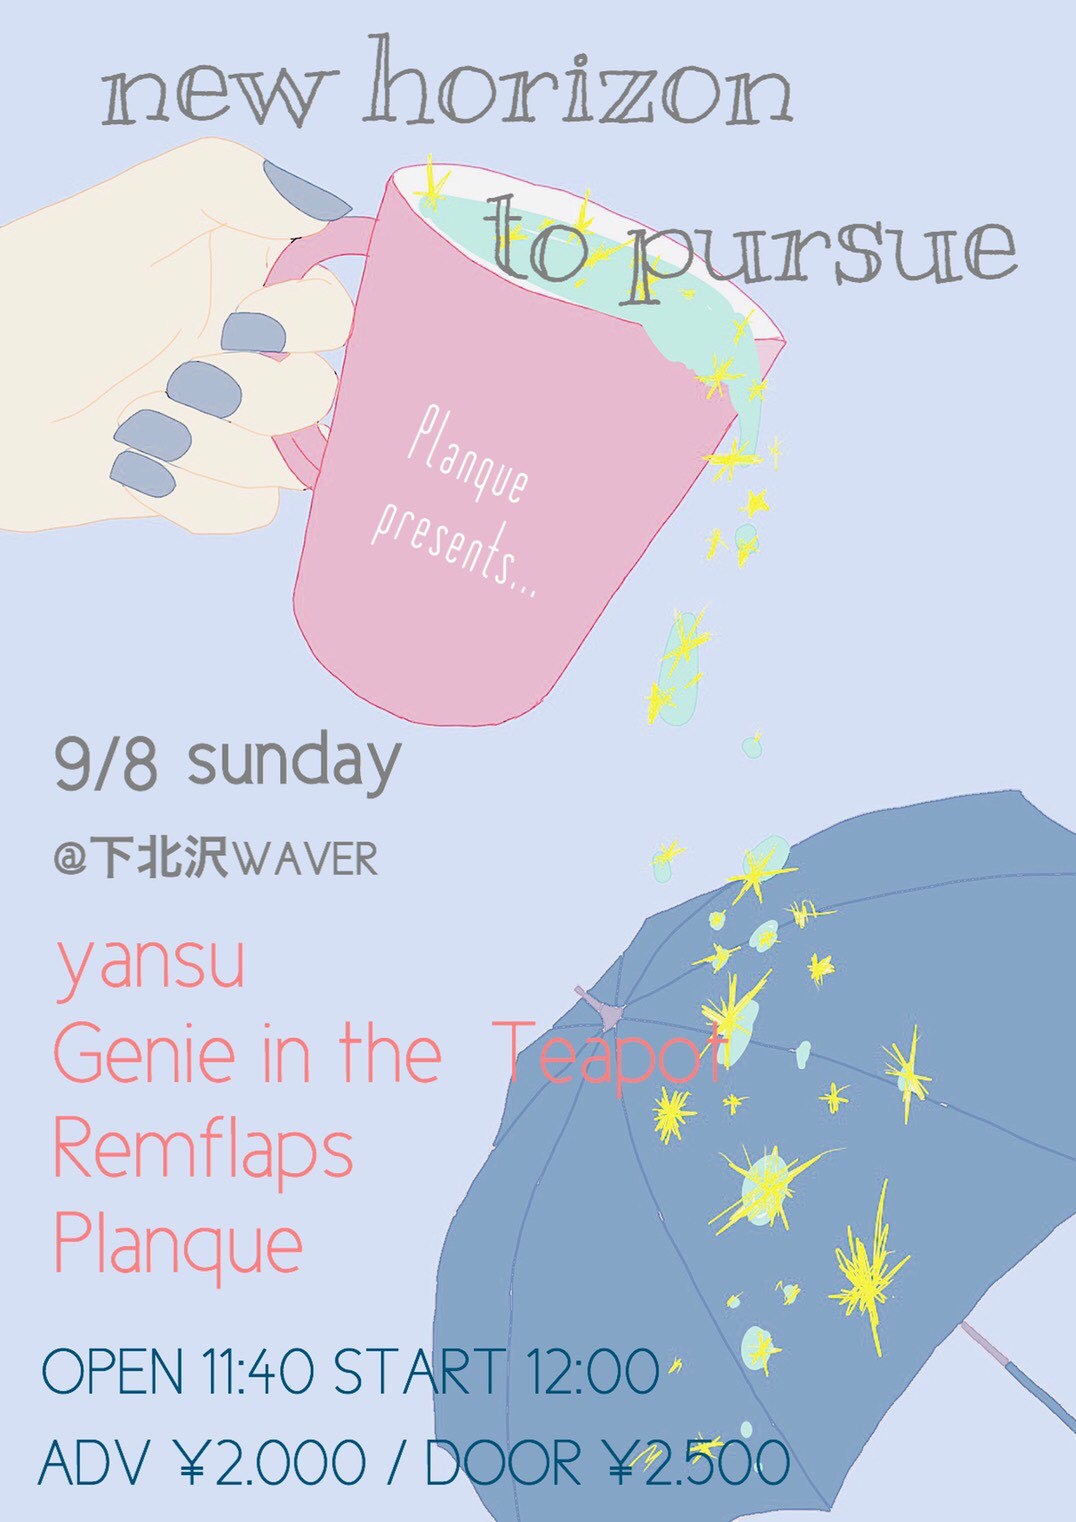 new horizon
to pursue
Planque
presents...
9/8 sunday
@下北沢WAVER
yansu
Genie in the Teapot
Remflaps
Planque
OPEN 11:40 START 12:00
ADV ¥2.000 / DOOR ¥2.500